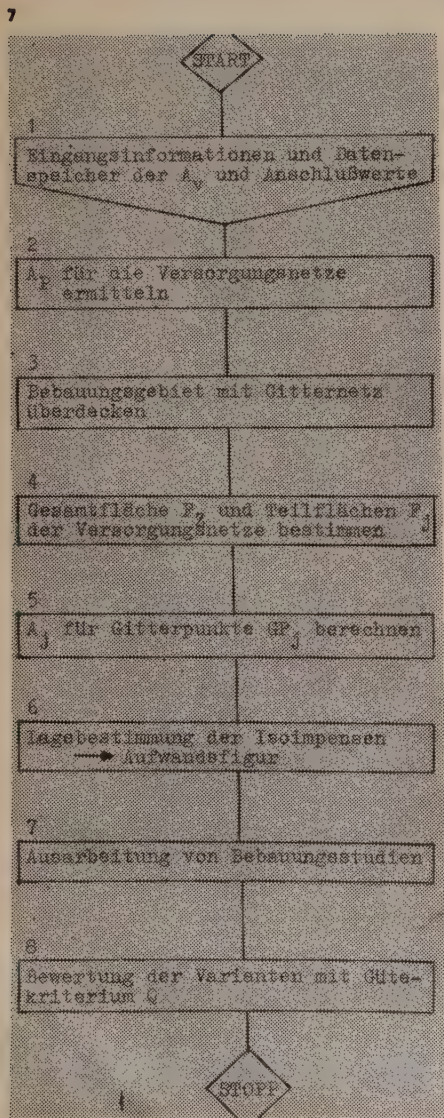 7
START
1
Eingangsinformationen und Daten-
speicher der A_v und Anschlußwerte
2
A_p für die Versorgungsnetze
ermitteln
3
Bebauungsgebiet mit Gitternetz
überdecken
4
Gesamtfläche F_Z und Teilflächen F_j
der Versorgungsnetze bestimmen
5
A_j für Gitterpunkte GP_j berechnen
6
Lagebestimmung der Isoimpensen
→ Aufwandsfigur
7
Ausarbeitung von Bebauungsstudien
8
Bewertung der Varianten mit Güte-
kriterium Q
STOPP